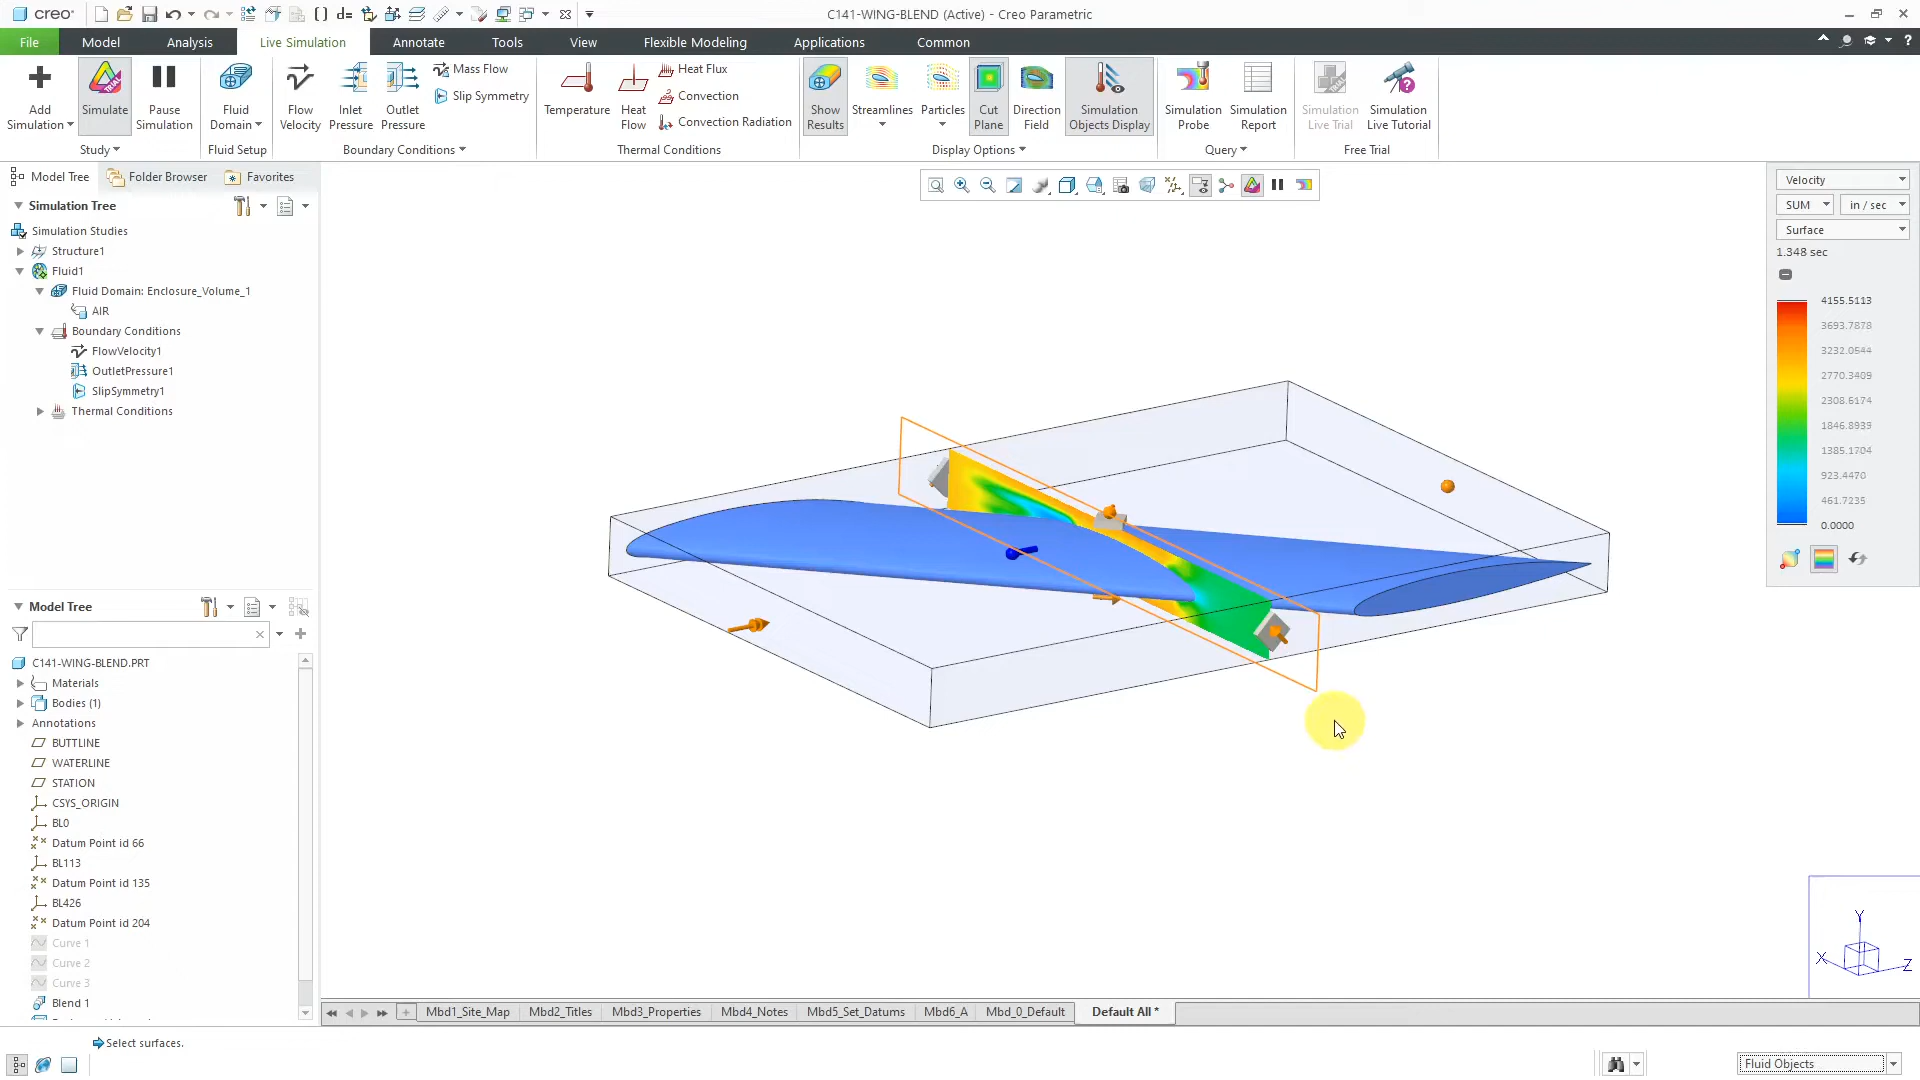 creo
C141-WING-BLEND (Active) - Creo Parametric
File Model Analysis Live Simulation Annotate Tools View Flexible Modeling Applications Common
Add Simulation
Simulate
Pause Simulation
Study
Fluid Domain
Fluid Setup
Flow Velocity
Inlet Pressure
Outlet Pressure
Mass Flow
Slip Symmetry
Boundary Conditions
Temperature
Heat Flow
Heat Flux
Convection
Convection Radiation
Thermal Conditions
Show Results
Streamlines
Particles
Cut Plane
Direction Field
Simulation Objects Display
Display Options
Simulation Probe
Simulation Report
Query
Simulation Live Trial
Simulation Live Tutorial
Free Trial
Model Tree Folder Browser Favorites
Simulation Tree
Simulation Studies
Structure1
Fluid1
Fluid Domain: Enclosure_Volume_1
AIR
Boundary Conditions
FlowVelocity1
OutletPressure1
SlipSymmetry1
Thermal Conditions
Model Tree
C141-WING-BLEND.PRT
Materials
Bodies (1)
Annotations
BUTTLINE
WATERLINE
STATION
CSYS_ORIGIN
BL0
Datum Point id 66
BL113
Datum Point id 135
BL426
Datum Point id 204
Curve 1
Curve 2
Curve 3
Blend 1
Velocity
SUM in / sec
Surface
1.348 sec
4155.5113
3693.7878
3232.0644
2770.3409
2308.6174
1846.8939
1385.1704
923.4470
461.7235
0.0000
Y
X Z
Mbd1_Site_Map Mbd2_Titles Mbd3_Properties Mbd4_Notes Mbd5_Set_Datums Mbd6_A Mbd_0_Default Default All *
Select surfaces.
Fluid Objects